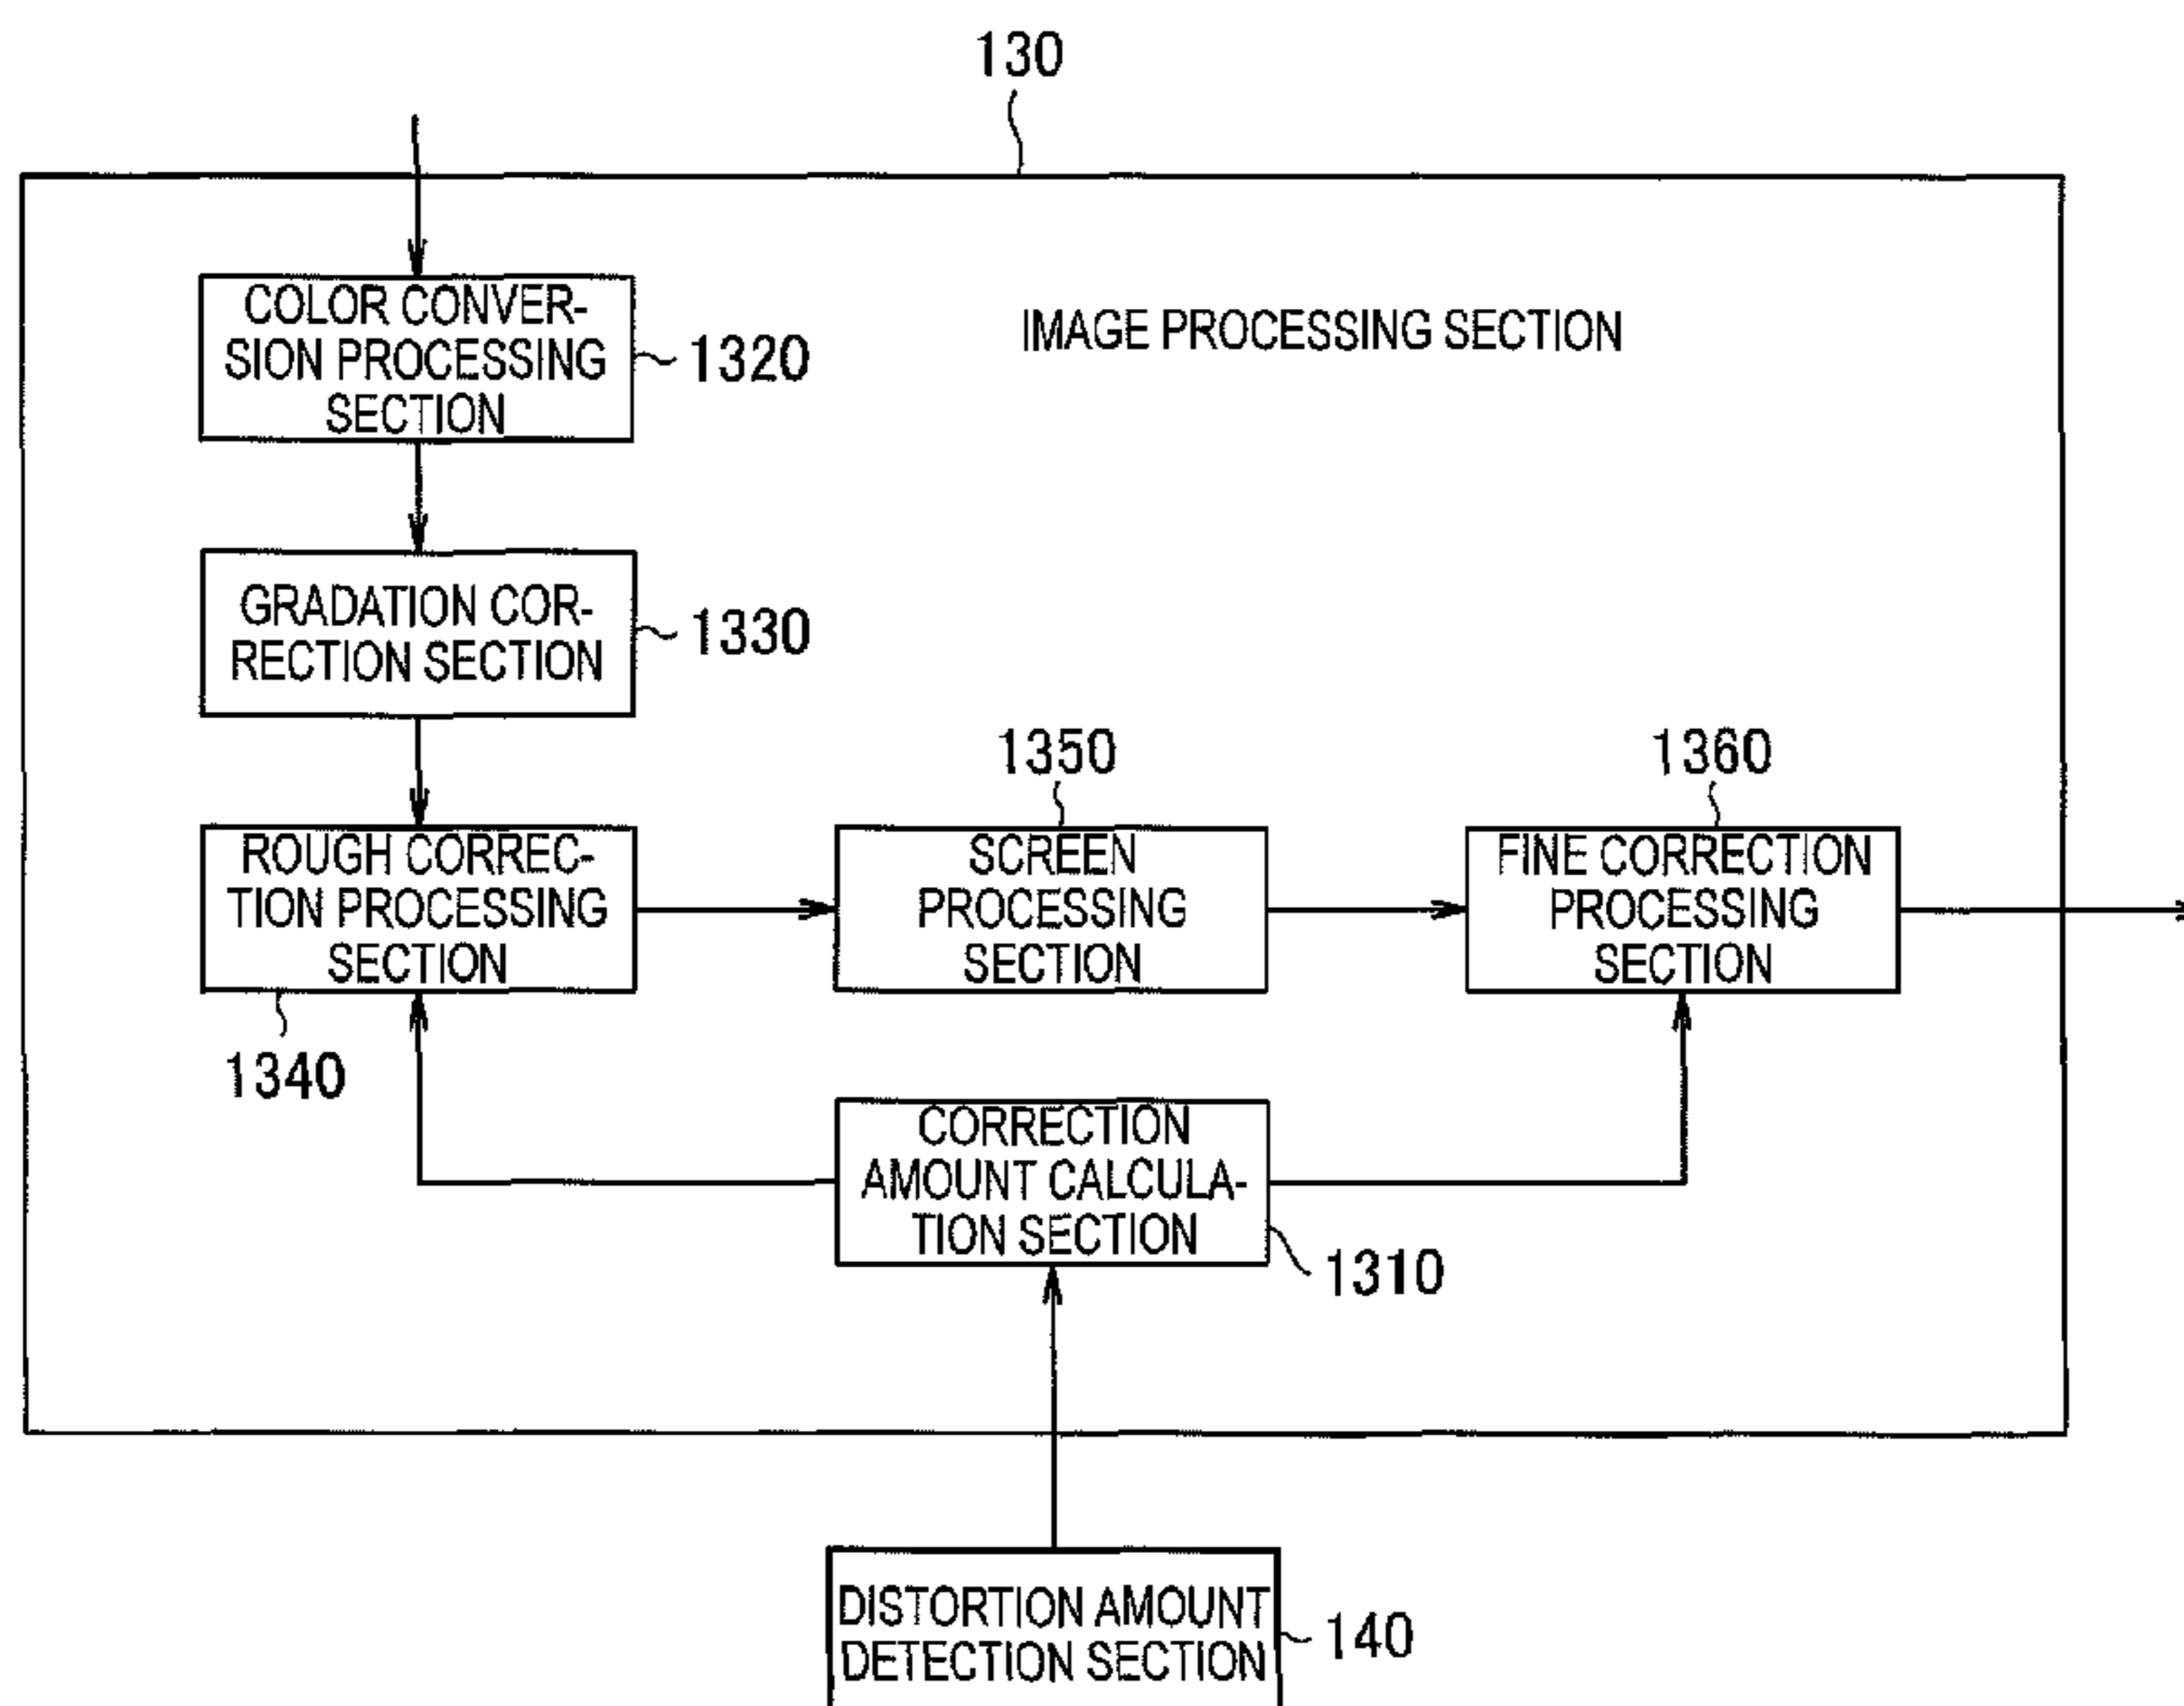 130
COLOR CONVER-
SION PROCESSING
SECTION
1320
IMAGE PROCESSING SECTION
GRADATION COR-
RECTION SECTION
1330
ROUGH CORREC-
TION PROCESSING
SECTION
1340
1350
SCREEN
PROCESSING
SECTION
1360
FINE CORRECTION
PROCESSING
SECTION
CORRECTION
AMOUNT CALCULA-
TION SECTION
1310
DISTORTION AMOUNT
DETECTION SECTION
140